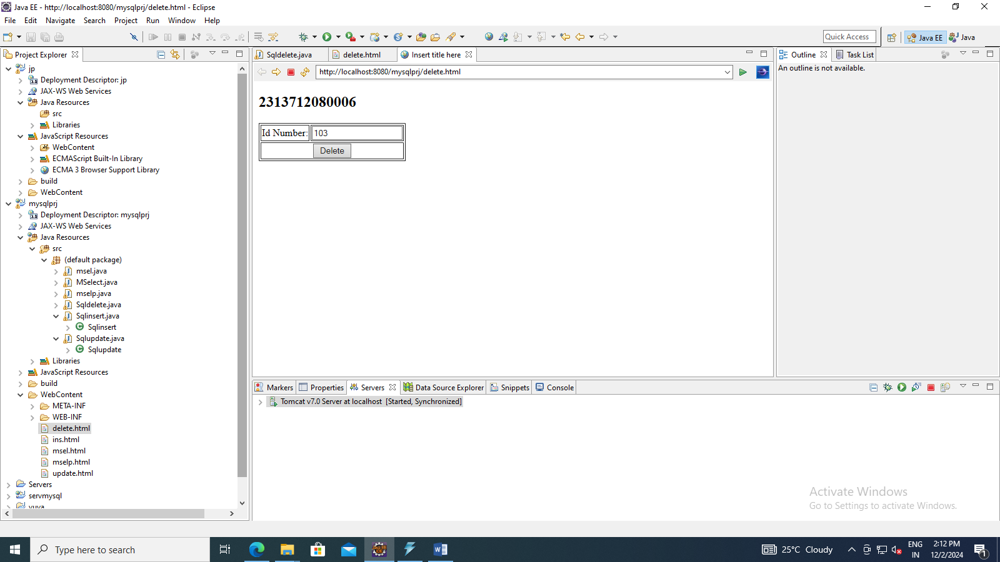 Java EE - http://localhost:8080/mysqlprj/delete.html - Eclipse
File Edit Navigate Search Project Run Window Help
Quick Access
Java EE
Java
Project Explorer
jp
Deployment Descriptor: jp
JAX-WS Web Services
Java Resources
src
Libraries
JavaScript Resources
WebContent
ECMAScript Built-In Library
ECMA 3 Browser Support Library
build
WebContent
mysqlprj
Deployment Descriptor: mysqlprj
JAX-WS Web Services
Java Resources
src
(default package)
msel.java
MSelect.java
mselp.java
Sqldelete.java
Sqlinsert.java
Sqlinsert
Sqlupdate.java
Sqlupdate
Libraries
JavaScript Resources
build
WebContent
META-INF
WEB-INF
delete.html
ins.html
msel.html
mselp.html
update.html
Servers
servmysql
Sqldelete.java
delete.html
Insert title here
http://localhost:8080/mysqlprj/delete.html
2313712080006
Id Number: 103
Delete
Outline
Task List
An outline is not available.
Markers
Properties
Servers
Data Source Explorer
Snippets
Console
Tomcat v7.0 Server at localhost [Started, Synchronized]
Activate Windows
Go to Settings to activate Windows.
Type here to search
25°C Cloudy
ENG
IN
2:12 PM
12/2/2024
1